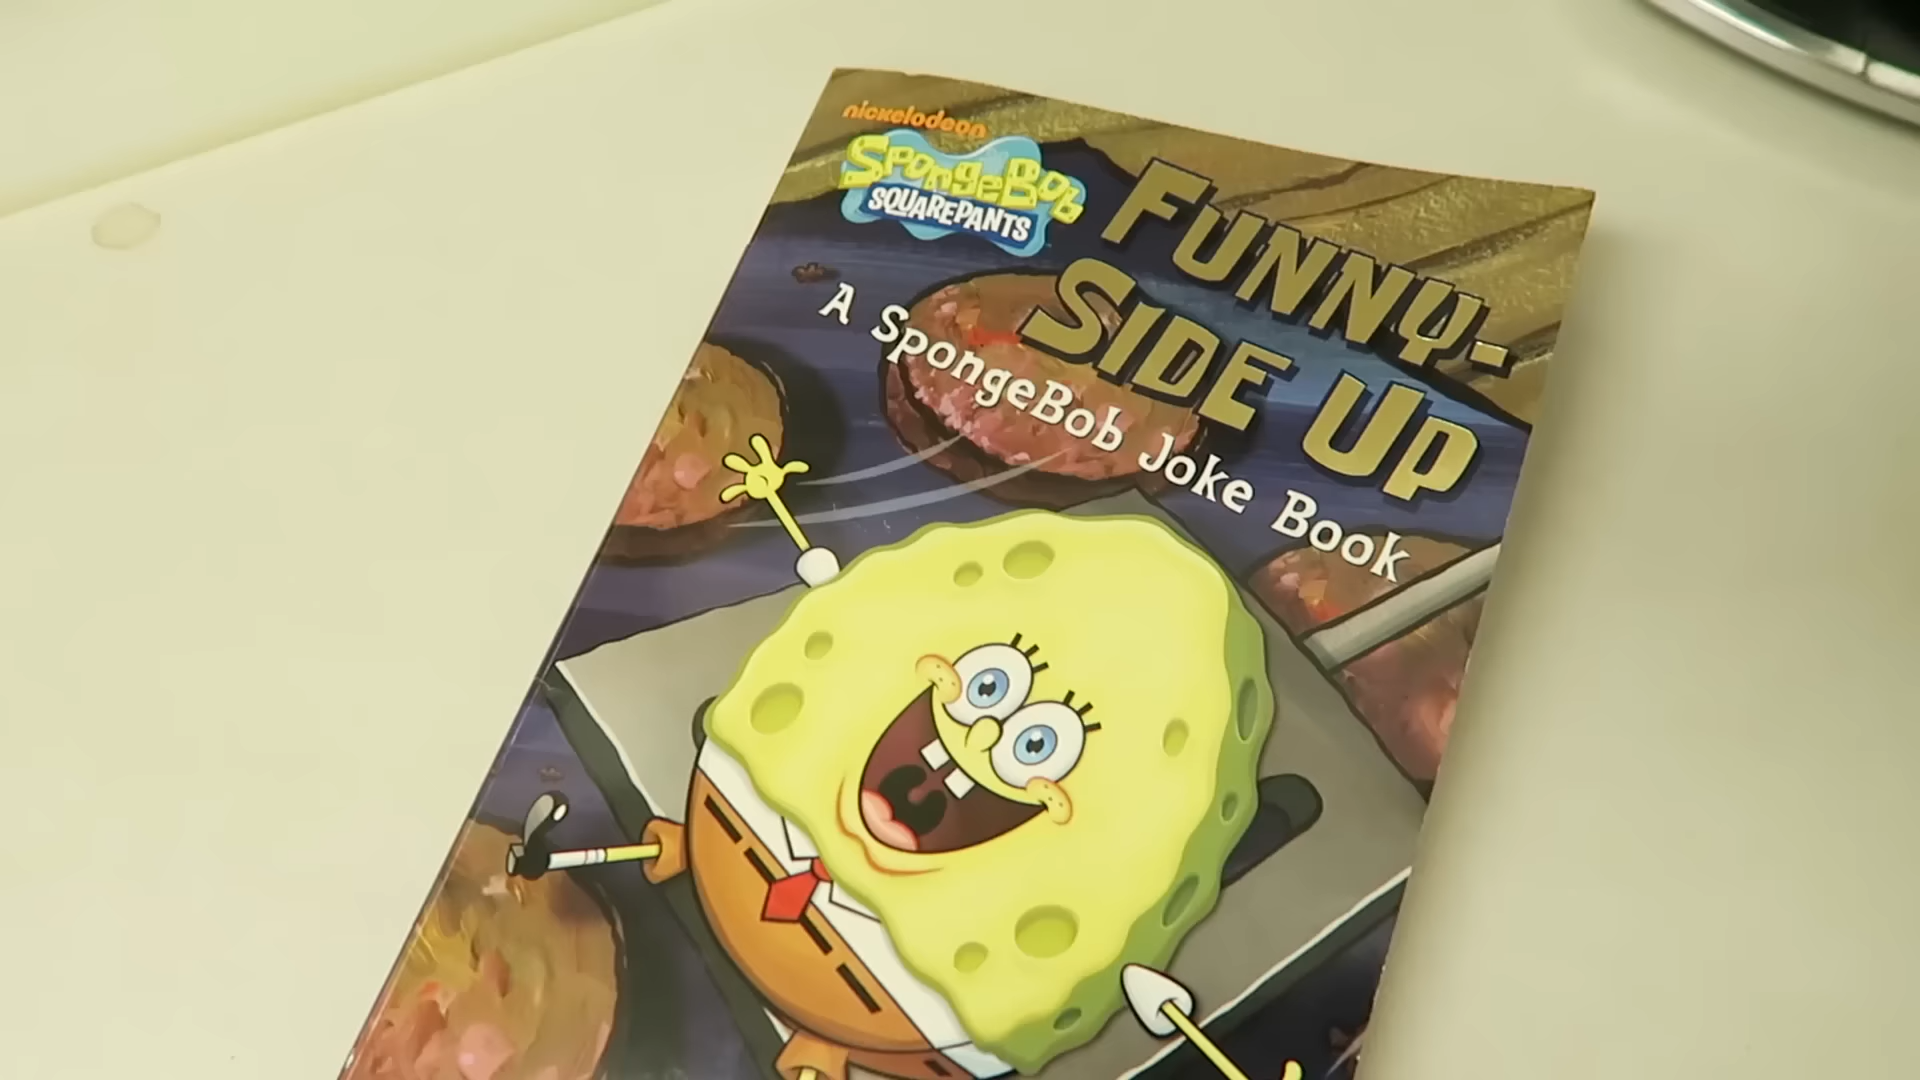 nickelodeon
SPONGEBOB
SQUAREPANTS
FUNNY-
SIDE UP
A SpongeBob Joke Book